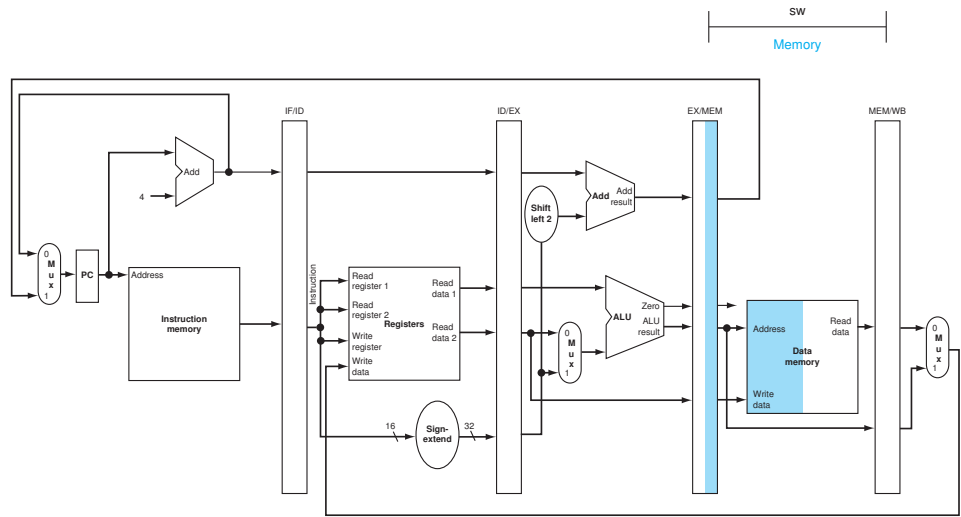 SW
Memory
IF/ID
ID/EX
EX/MEM
MEM/WB
Add
4
Shift
left 2
Add
Add
result
0
M
u
x
1
PC
Address
Instruction
memory
Instruction
Read
register 1
Read
register 2
Write
register
Write
data
Registers
Read
data 1
Read
data 2
16
Sign-
extend
32
0
M
u
x
1
Zero
ALU
ALU
result
Address
Write
data
Data
memory
Read
data
0
M
u
x
1